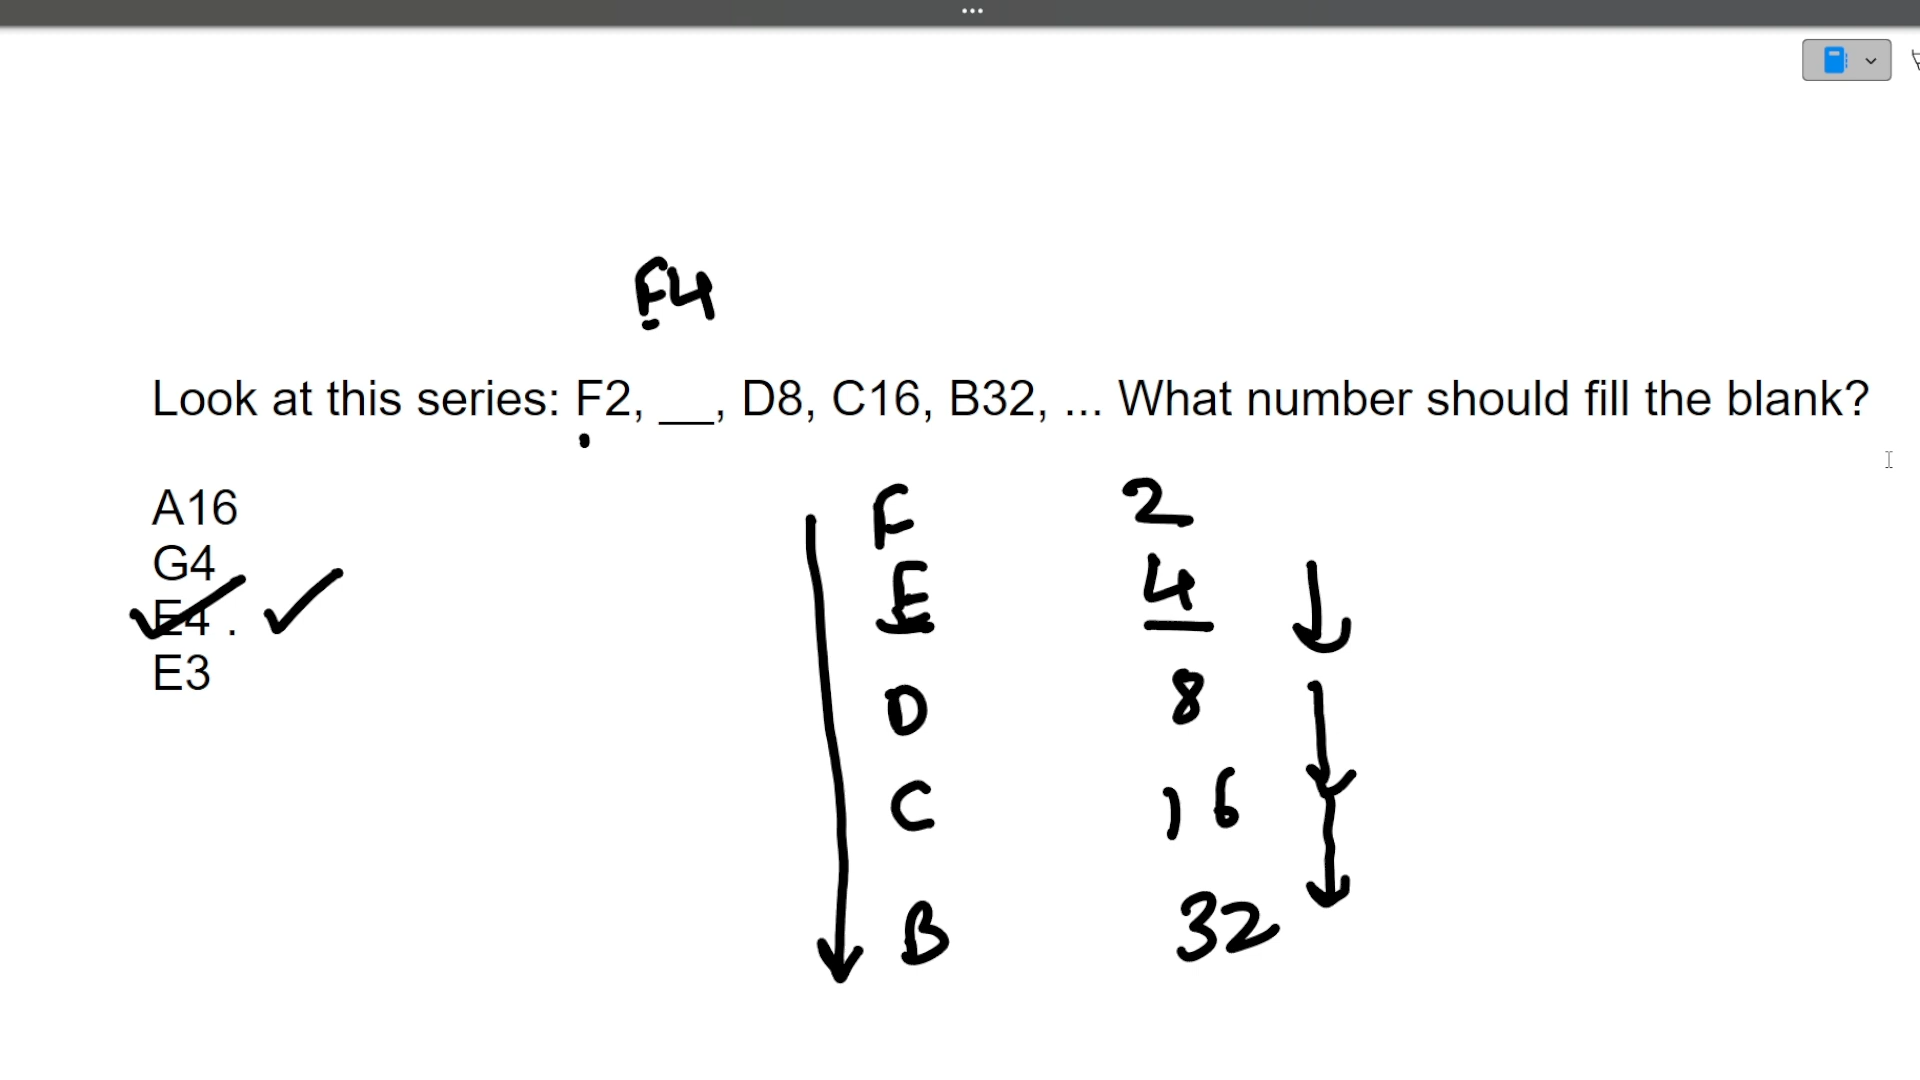 E4
Look at this series: F2, __, D8, C16, B32, ... What number should fill the blank?
A16
G4
E4 .
E3
F 2
E 4
D 8
C 16
B 32